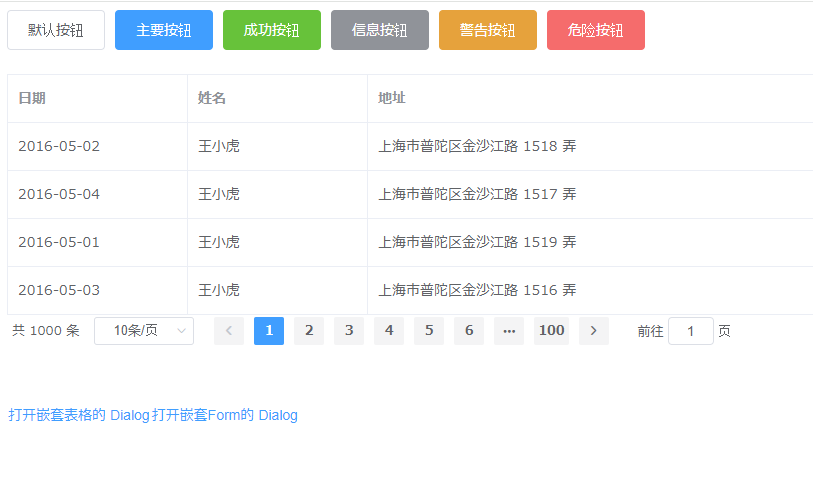 默认按钮 主要按钮 成功按钮 信息按钮 警告按钮 危险按钮
日期 姓名 地址
2016-05-02 王小虎 上海市普陀区金沙江路 1518 弄
2016-05-04 王小虎 上海市普陀区金沙江路 1517 弄
2016-05-01 王小虎 上海市普陀区金沙江路 1519 弄
2016-05-03 王小虎 上海市普陀区金沙江路 1516 弄
共 1000 条 10条/页 1 2 3 4 5 6 ··· 100 前往 1 页
打开嵌套表格的 Dialog 打开嵌套Form的 Dialog